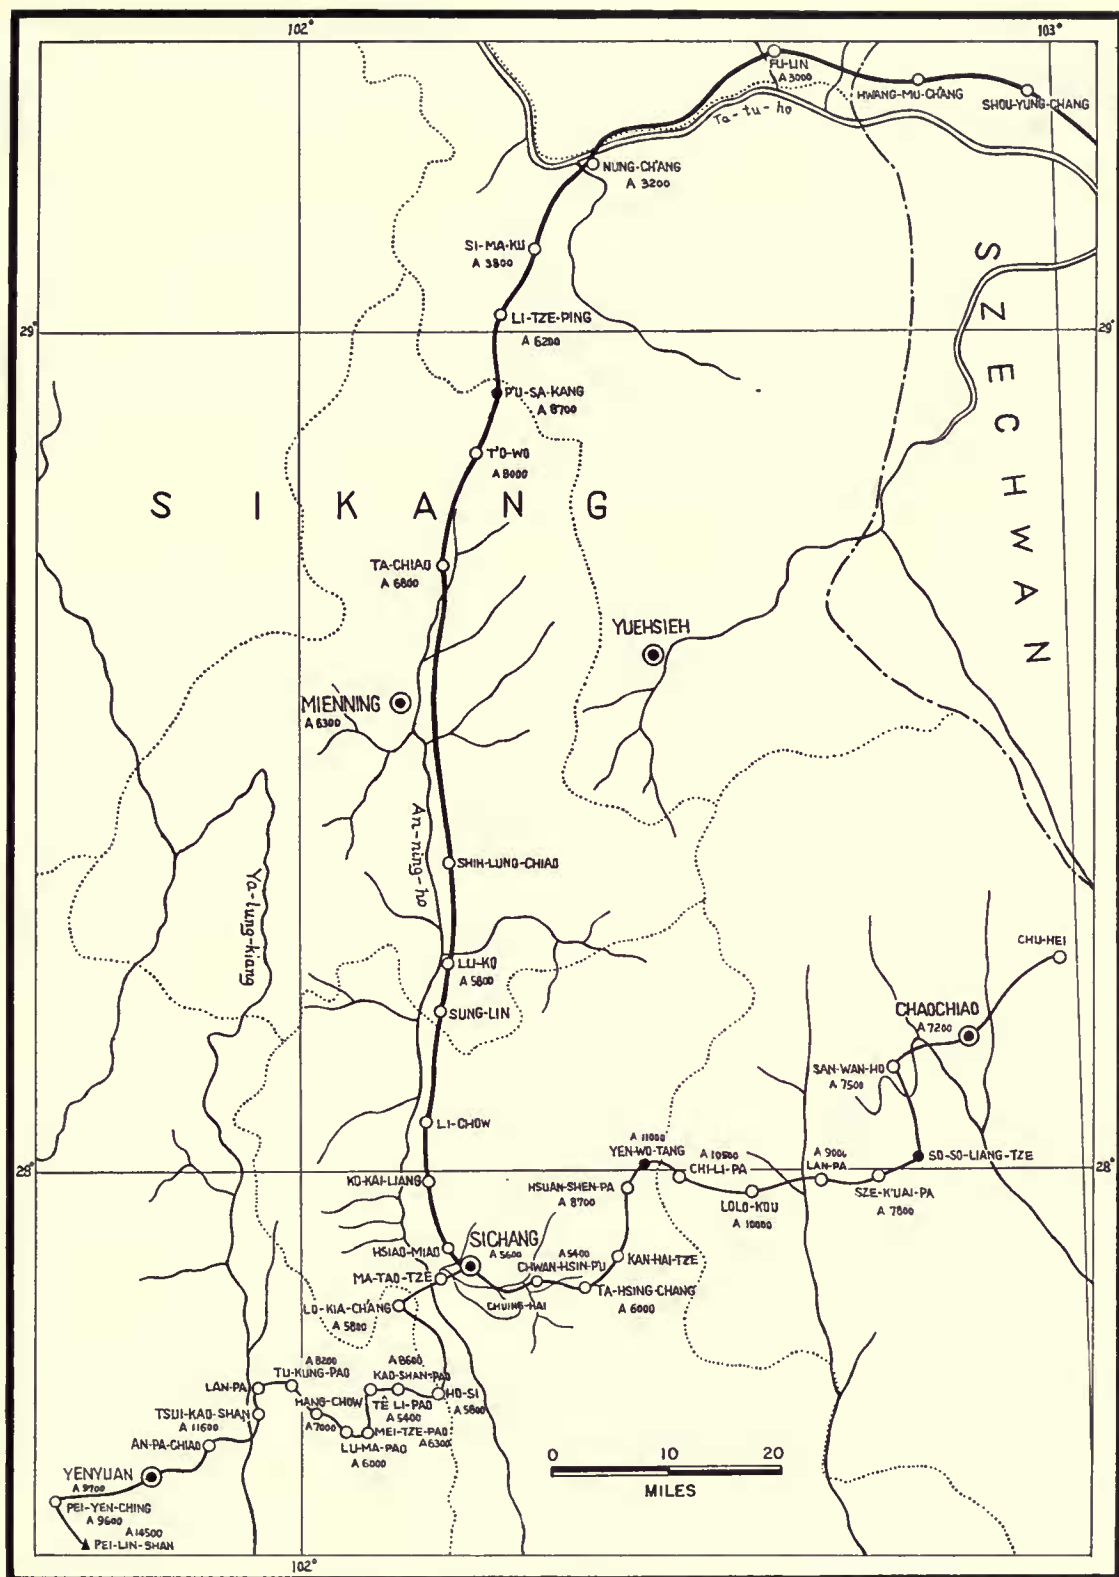 102°
103°
FU-LIN
A 3000
HWANG-MU-CH'ANG
SHOU-YUNG-CHANG
Ta-tu-ho
NUNG-CH'ANG
A 3200
SI-MA-KU
A 3800
LI-TZE-PING
A 6200
29°
29°
P'U-SA-KANG
A 8700
T'O-WO
A 8000
SIKANG
SZECHWAN
TA-CHIAO
A 6800
YUEHSIEH
MIENNING
A 6300
An-ning-ho
SHIH-LUNG-CHIAO
Ya-lung-kiang
LU-KO
A 5800
SUNG-LIN
CHU-HEI
CHAOCHIAO
A 7200
SAN-WAN-HO
A 7500
LI-CHOW
28°
28°
A 11000
YEN-WO-TANG
A 10500
CHI-LI-PA
LAN-PA
SO-SO-LIANG-TZE
KO-KAI-LIANG
HSUAN-SHEN-PA
A 8700
LOLO-KOU
A 10000
SZE-K'UAI-PA
A 7800
HSIAO-MIAO
SICHANG
A 5600
A 5400
CHWAN-HSIN-P'U
KAN-HAI-TZE
MA-TAO-TZE
CHUING-HAI
TA-HSING-CHANG
A 6000
LO-KIA-CH'ANG
A 5800
A 8200
TU-KUNG-PAO
A 8600
KAO-SHAN-PAO
LAN-PA
HO-SI
A 5800
HANG-CHOW
A 7000
TÊ LI-PAO
A 5400
TSUI-KAO-SHAN
A 11600
MEI-TZE-PAO
A 6300
LU-MA-PAO
A 6000
AN-PA-CHIAO
YENYUAN
A 9700
PEI-YEN-CHING
A 9600
A 14500
PEI-LIN-SHAN
0 10 20
MILES
102°